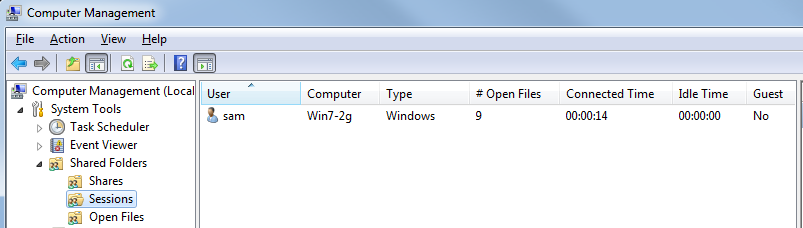 Computer Management
File Action View Help
Computer Management (Local
System Tools
Task Scheduler
Event Viewer
Shared Folders
Shares
Sessions
Open Files
User Computer Type # Open Files Connected Time Idle Time Guest
sam Win7-2g Windows 9 00:00:14 00:00:00 No